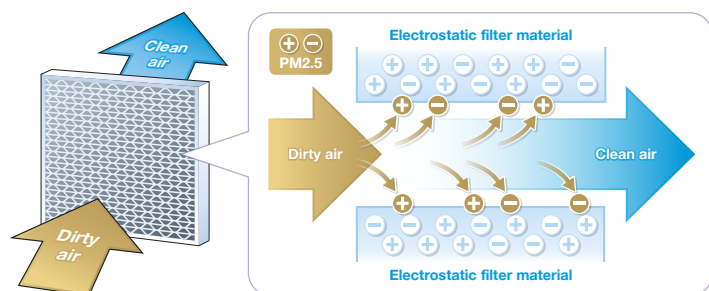 Clean
air
Dirty
air
⊕ ⊖
PM2.5
Electrostatic filter material
+ − + − +
+ − + − + −
+ − − +
Dirty air
Clean air
+ + − −
− + − + − +
+ + − + −
Electrostatic filter material